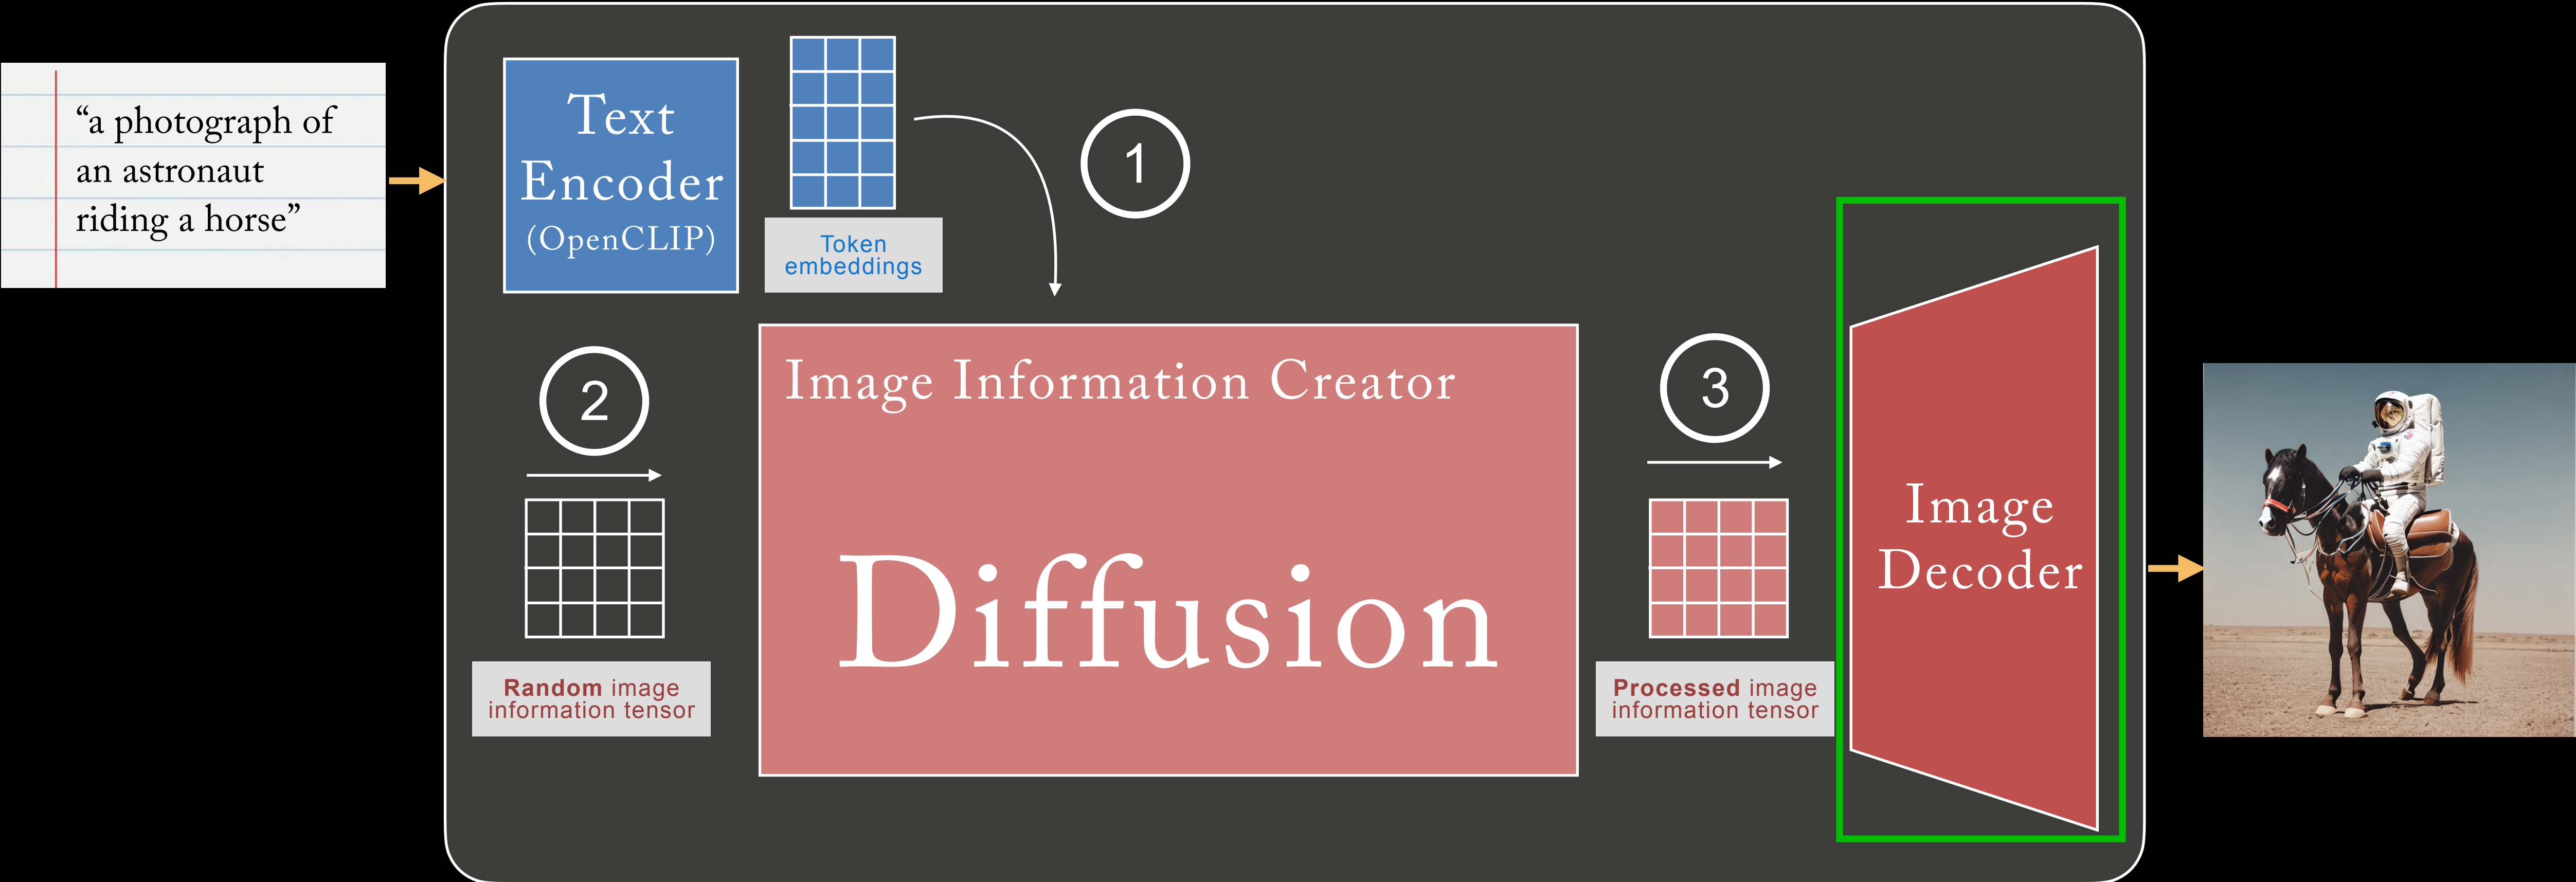 “a photograph of
an astronaut
riding a horse”
Text
Encoder
(OpenCLIP)
Token
embeddings
1
2
Random image
information tensor
Image Information Creator
Diffusion
3
Processed image
information tensor
Image
Decoder